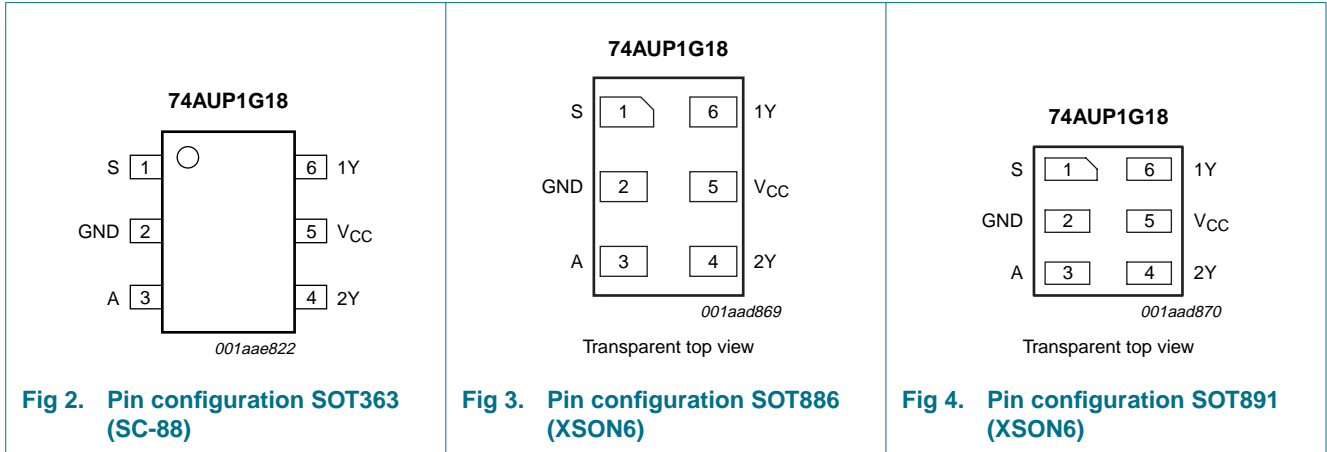 74AUP1G18
S 1 6 1Y
GND 2 5 VCC
A 3 4 2Y
001aae822
Fig 2. Pin configuration SOT363
(SC-88)
74AUP1G18
S 1 6 1Y
GND 2 5 VCC
A 3 4 2Y
001aad869
Transparent top view
Fig 3. Pin configuration SOT886
(XSON6)
74AUP1G18
S 1 6 1Y
GND 2 5 VCC
A 3 4 2Y
001aad870
Transparent top view
Fig 4. Pin configuration SOT891
(XSON6)